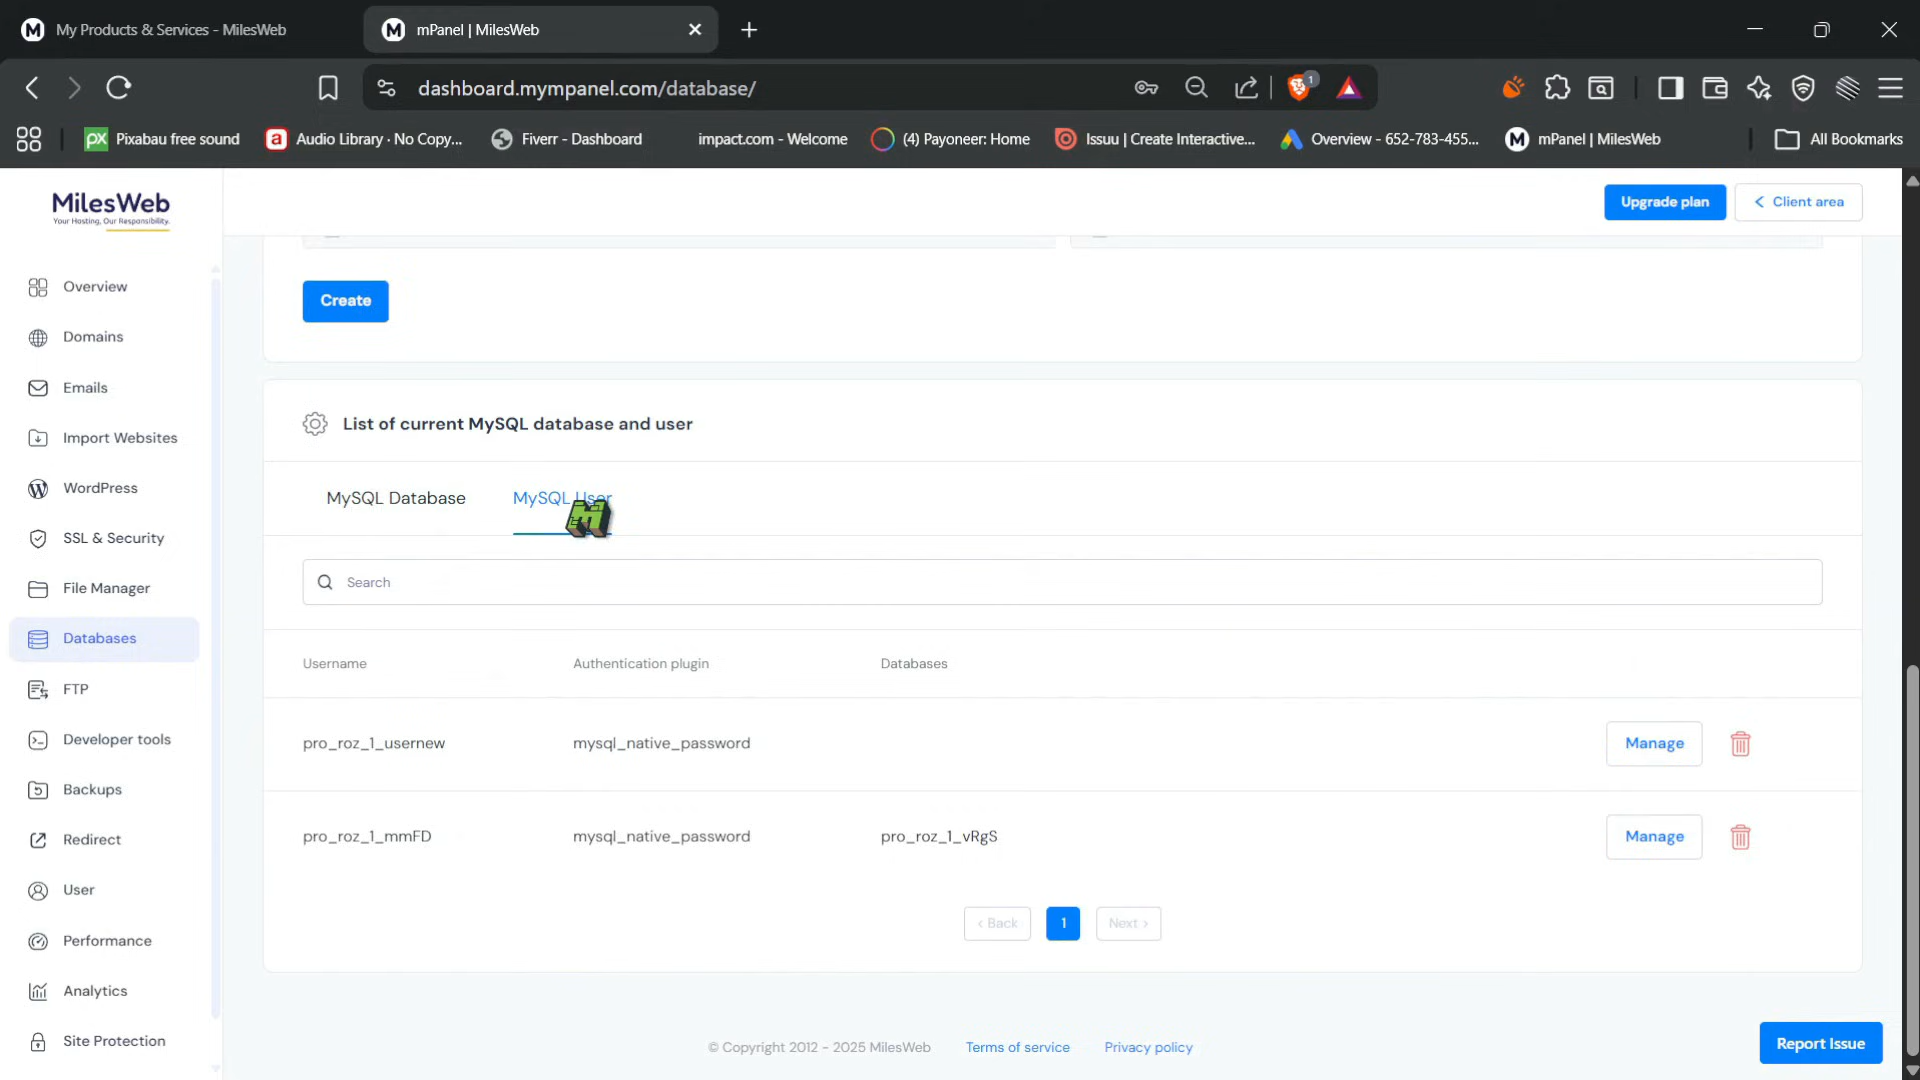 My Products & Services - MilesWeb
mPanel | MilesWeb
dashboard.mympanel.com/database/
1
px Pixabau free sound
a Audio Library · No Copy...
Fiverr - Dashboard
impact.com - Welcome
(4) Payoneer: Home
Issuu | Create Interactive...
Overview - 652-783-455...
mPanel | MilesWeb
All Bookmarks
MilesWeb
Your Hosting, Our Responsibility.
Upgrade plan
Client area
Overview
Domains
Emails
Import Websites
WordPress
SSL & Security
File Manager
Databases
FTP
Developer tools
Backups
Redirect
User
Performance
Analytics
Site Protection
Create
List of current MySQL database and user
MySQL Database
MySQL User
Search
Username
Authentication plugin
Databases
pro_roz_1_usernew
mysql_native_password
Manage
pro_roz_1_mmFD
mysql_native_password
pro_roz_1_vRgS
Manage
< Back
1
Next >
© Copyright 2012 - 2025 MilesWeb
Terms of service
Privacy policy
Report Issue